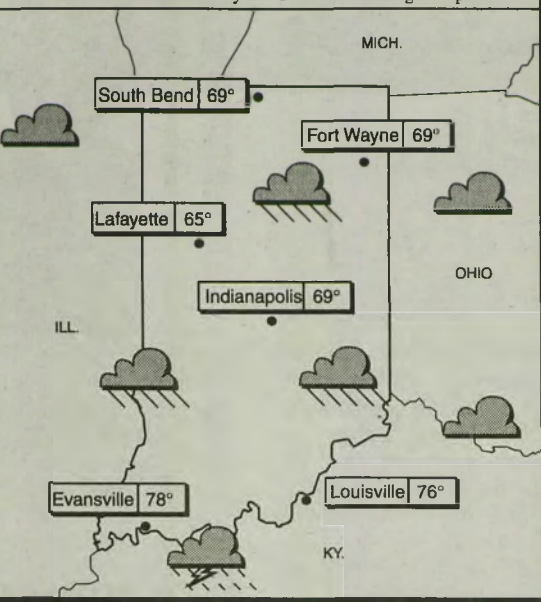 MICH.
South Bend 69°
Fort Wayne 69°
Lafayette 65°
OHIO
Indianapolis 69°
ILL.
Evansville 78°
Louisville 76°
KY.